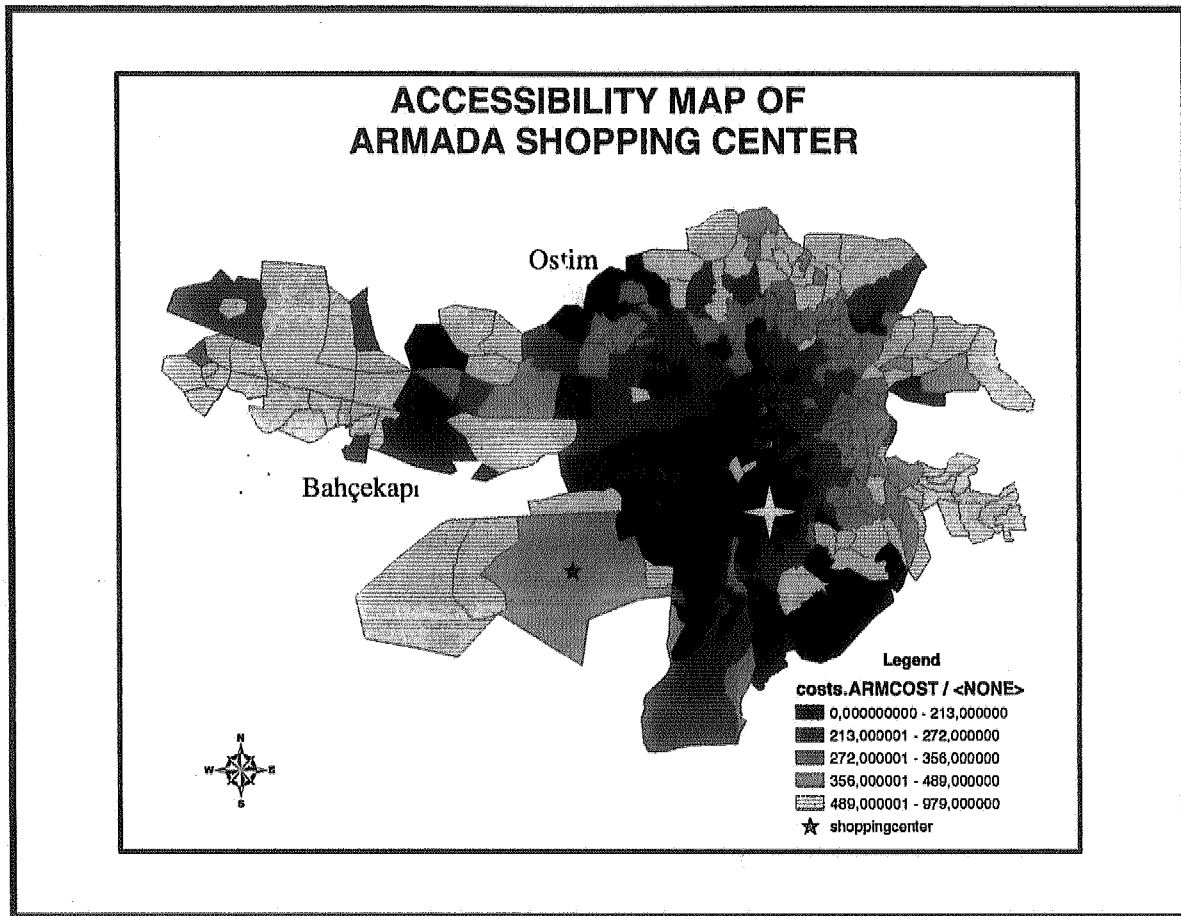 ACCESSIBILITY MAP OF
ARMADA SHOPPING CENTER
Ostim
Bahçekapı
Legend
costs.ARMCOST / <NONE>
0,000000000 - 213,000000
213,000001 - 272,000000
272,000001 - 356,000000
356,000001 - 489,000000
489,000001 - 979,000000
shoppingcenter
N
W E
S